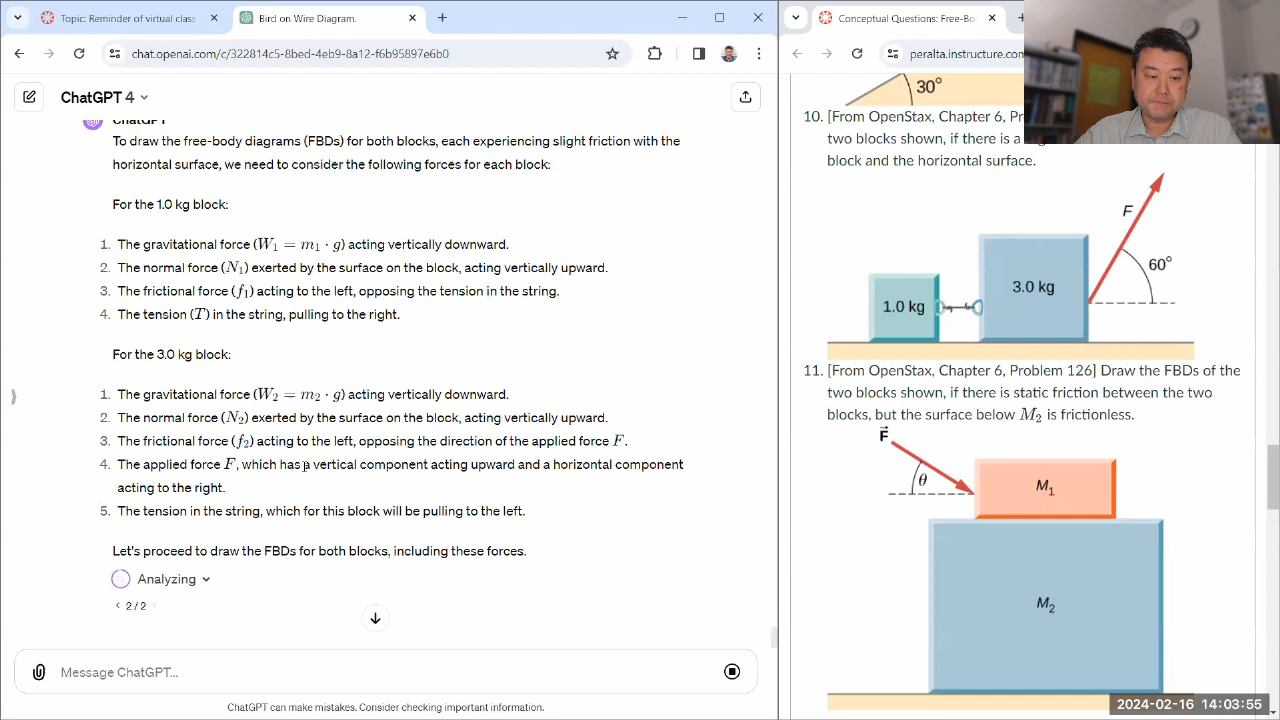 Topic: Reminder of virtual class
Bird on Wire Diagram.
Conceptual Questions: Free-Bo
chat.openai.com/c/322814c5-8bed-4eb9-8a12-f6b95897e6b0
peralta.instructure.com
ChatGPT 4
ChatGPT
To draw the free-body diagrams (FBDs) for both blocks, each experiencing slight friction with the
horizontal surface, we need to consider the following forces for each block:
For the 1.0 kg block:
1. The gravitational force (W₁ = m₁ · g) acting vertically downward.
2. The normal force (N₁) exerted by the surface on the block, acting vertically upward.
3. The frictional force (f₁) acting to the left, opposing the tension in the string.
4. The tension (T) in the string, pulling to the right.
For the 3.0 kg block:
1. The gravitational force (W₂ = m₂ · g) acting vertically downward.
2. The normal force (N₂) exerted by the surface on the block, acting vertically upward.
3. The frictional force (f₂) acting to the left, opposing the direction of the applied force F.
4. The applied force F, which has a vertical component acting upward and a horizontal component
acting to the right.
5. The tension in the string, which for this block will be pulling to the left.
Let's proceed to draw the FBDs for both blocks, including these forces.
Analyzing
2/2
Message ChatGPT...
ChatGPT can make mistakes. Consider checking important information.
30°
10. [From OpenStax, Chapter 6, Pr
two blocks shown, if there is a
block and the horizontal surface.
F
60°
1.0 kg
3.0 kg
11. [From OpenStax, Chapter 6, Problem 126] Draw the FBDs of the
two blocks shown, if there is static friction between the two
blocks, but the surface below M₂ is frictionless.
F⃗
θ
M₁
M₂
2024-02-16 14:03:55